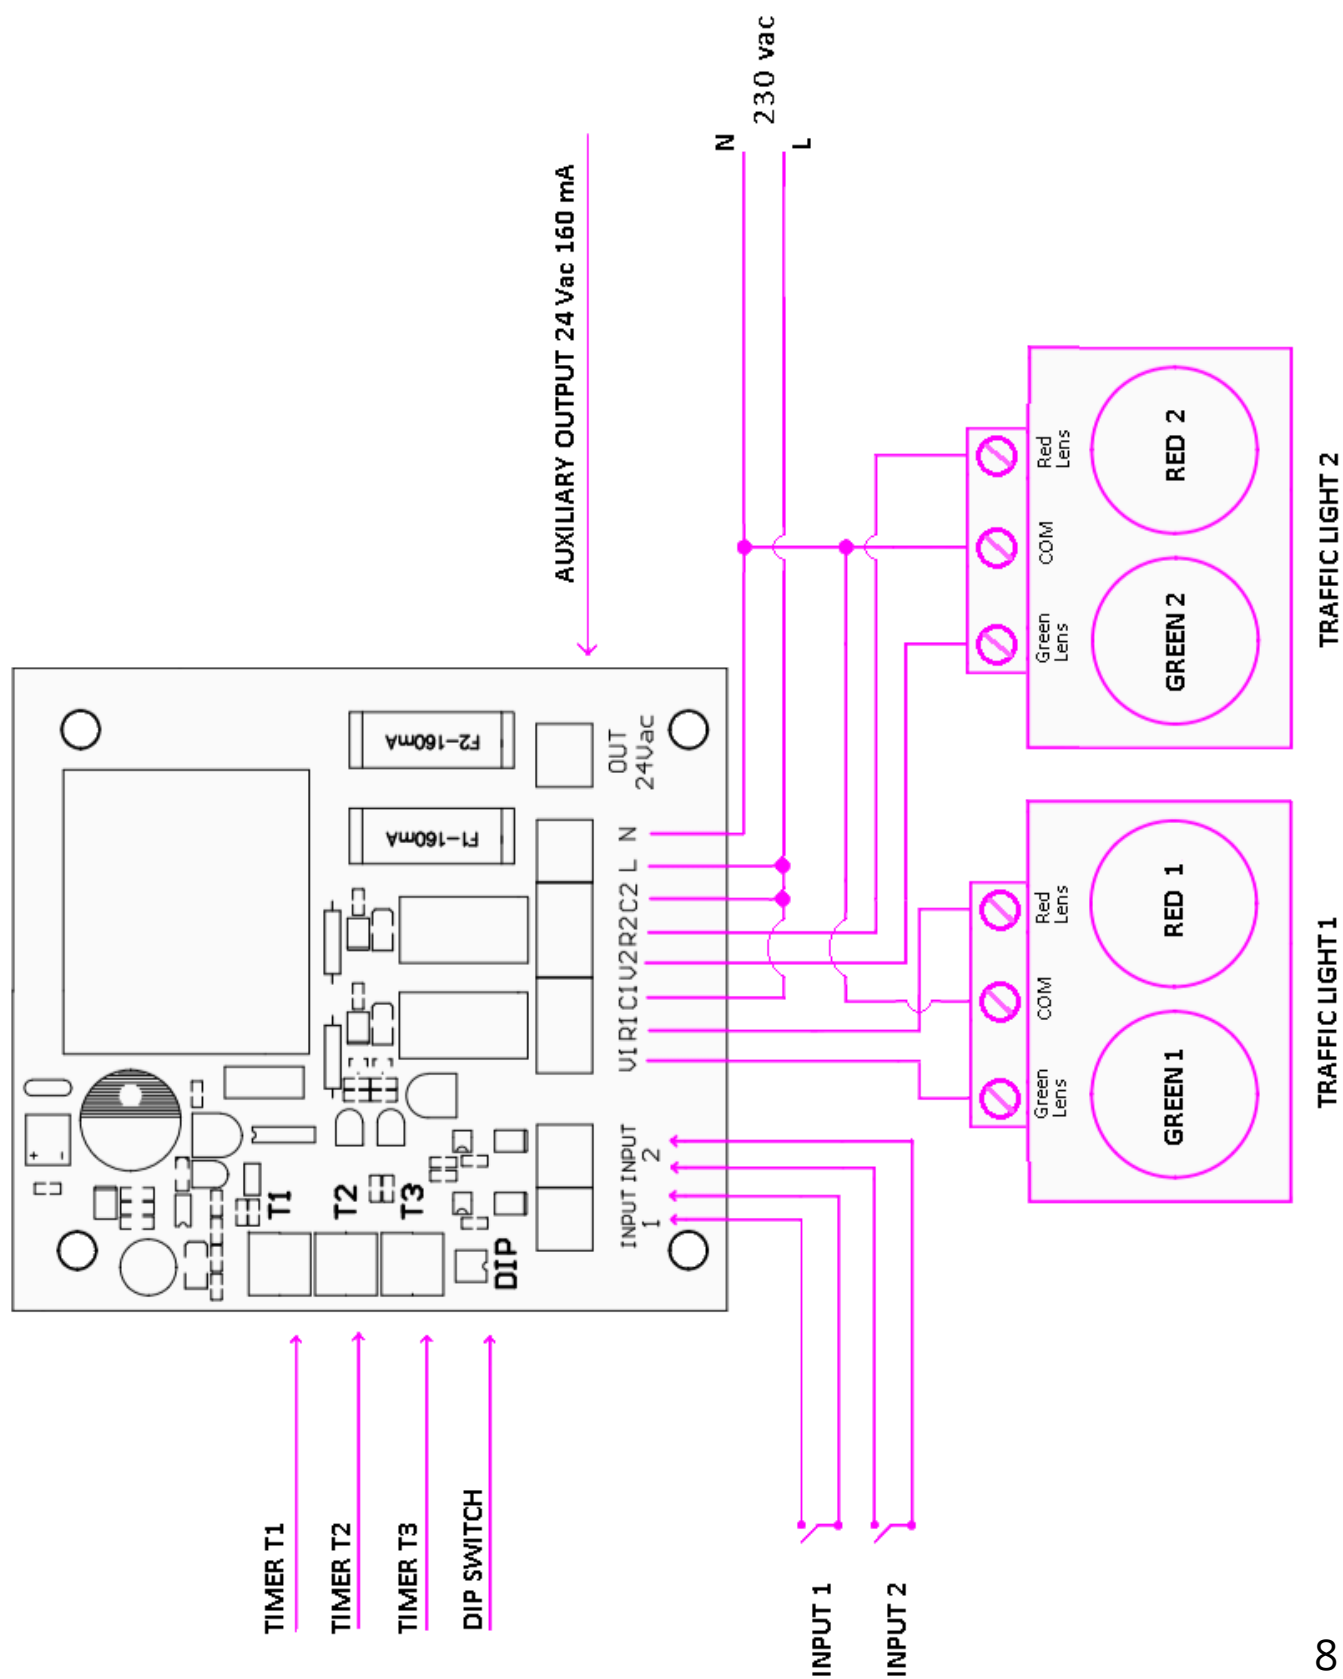 TIMER T1
TIMER T2
TIMER T3
DIP SWITCH
INPUT 1
INPUT 2
+
-
T1
T2
T3
DIP
INPUT
1
INPUT
2
V1
R1
C1
V2
R2
C2
L
N
F1-160mA
F2-160mA
OUT
24Vac
AUXILIARY OUTPUT 24 Vac 160 mA
N
230 vac
L
Green
Lens
COM
Red
Lens
GREEN 1
RED 1
TRAFFIC LIGHT 1
Green
Lens
COM
Red
Lens
GREEN 2
RED 2
TRAFFIC LIGHT 2
8